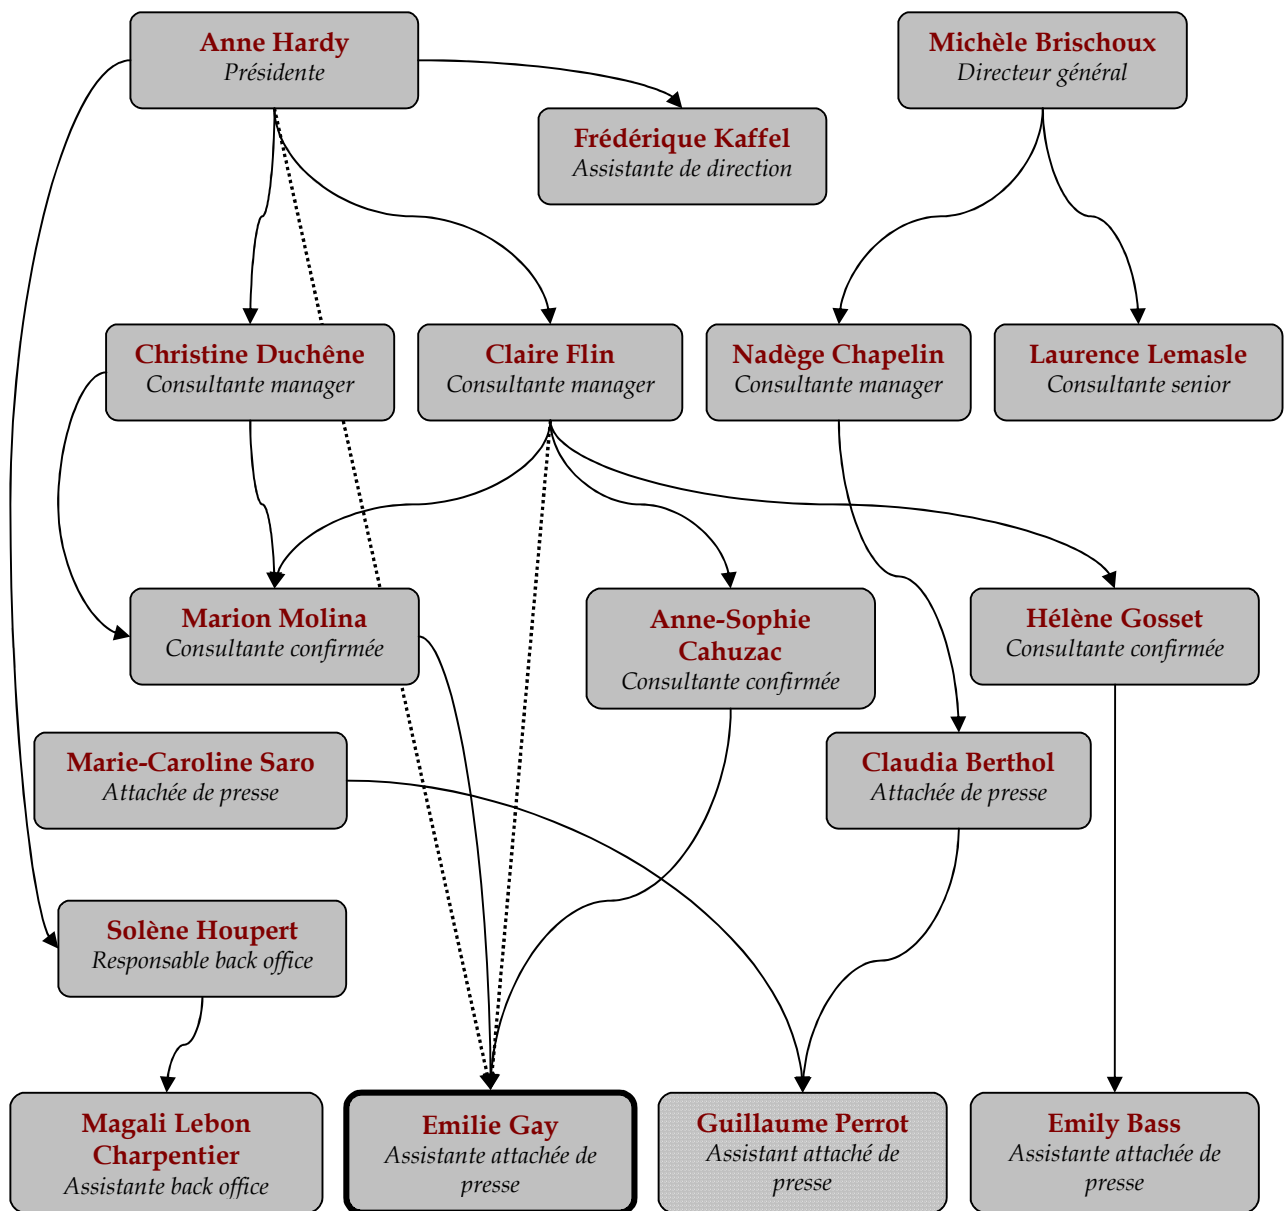 Anne Hardy
Présidente
Michèle Brischoux
Directeur général
Frédérique Kaffel
Assistante de direction
Christine Duchêne
Consultante manager
Claire Flin
Consultante manager
Nadège Chapelin
Consultante manager
Laurence Lemasle
Consultante senior
Marion Molina
Consultante confirmée
Anne-Sophie
Cahuzac
Consultante confirmée
Hélène Gosset
Consultante confirmée
Marie-Caroline Saro
Attachée de presse
Claudia Berthol
Attachée de presse
Solène Houpert
Responsable back office
Magali Lebon
Charpentier
Assistante back office
Emilie Gay
Assistante attachée de
presse
Guillaume Perrot
Assistant attaché de
presse
Emily Bass
Assistante attachée de
presse